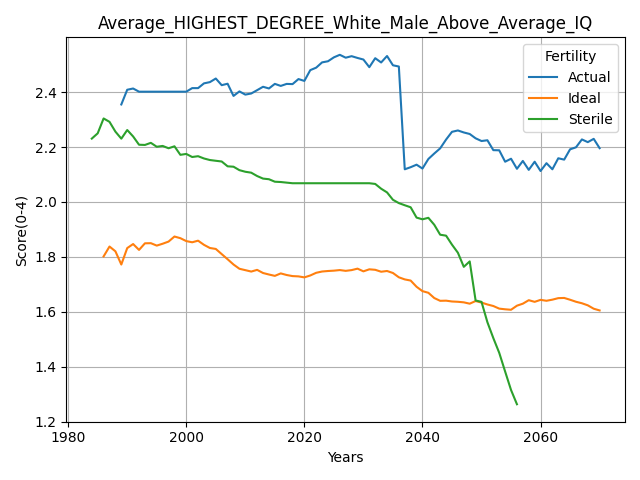 Average_HIGHEST_DEGREE_White_Male_Above_Average_IQ
Fertility
Actual
Ideal
Sterile
Score(0-4)
2.4
2.2
2.0
1.8
1.6
1.4
1.2
1980
2000
2020
2040
2060
Years